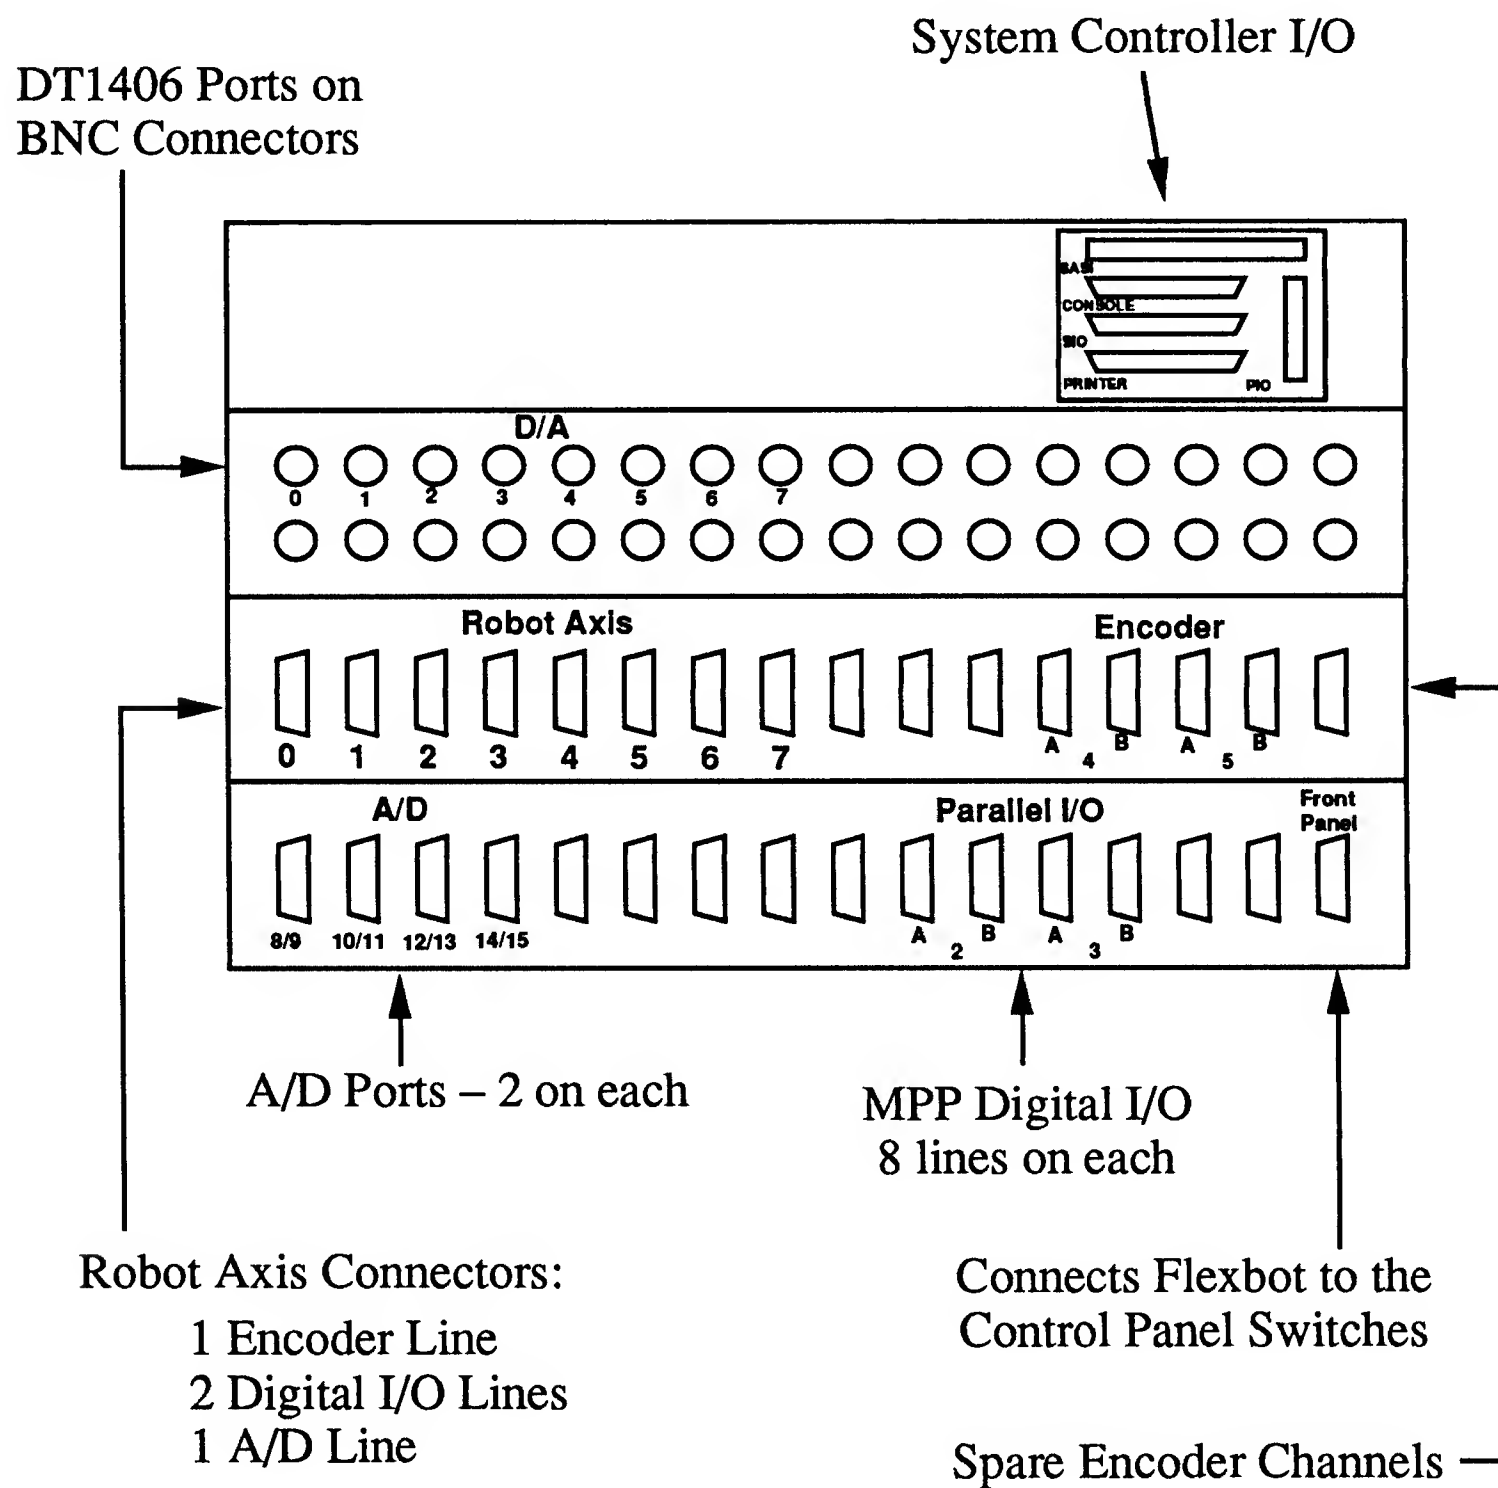 System Controller I/O
DT1406 Ports on
BNC Connectors
SASI
CONSOLE
SIO
PRINTER PIO
D/A
0 1 2 3 4 5 6 7
Robot Axis Encoder
0 1 2 3 4 5 6 7 A B A B
4 5
A/D Parallel I/O Front
Panel
8/9 10/11 12/13 14/15 A B A B
2 3
A/D Ports – 2 on each
MPP Digital I/O
8 lines on each
Robot Axis Connectors:
1 Encoder Line
2 Digital I/O Lines
1 A/D Line
Connects Flexbot to the
Control Panel Switches
Spare Encoder Channels